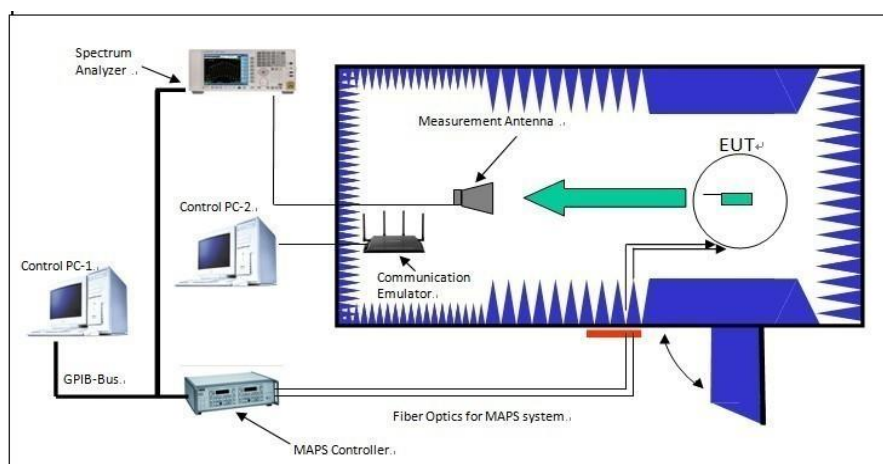 Spectrum
Analyzer
Measurement Antenna
EUT
Control PC-2
Control PC-1
Communication
Emulator
GPIB-Bus
Fiber Optics for MAPS system
MAPS Controller